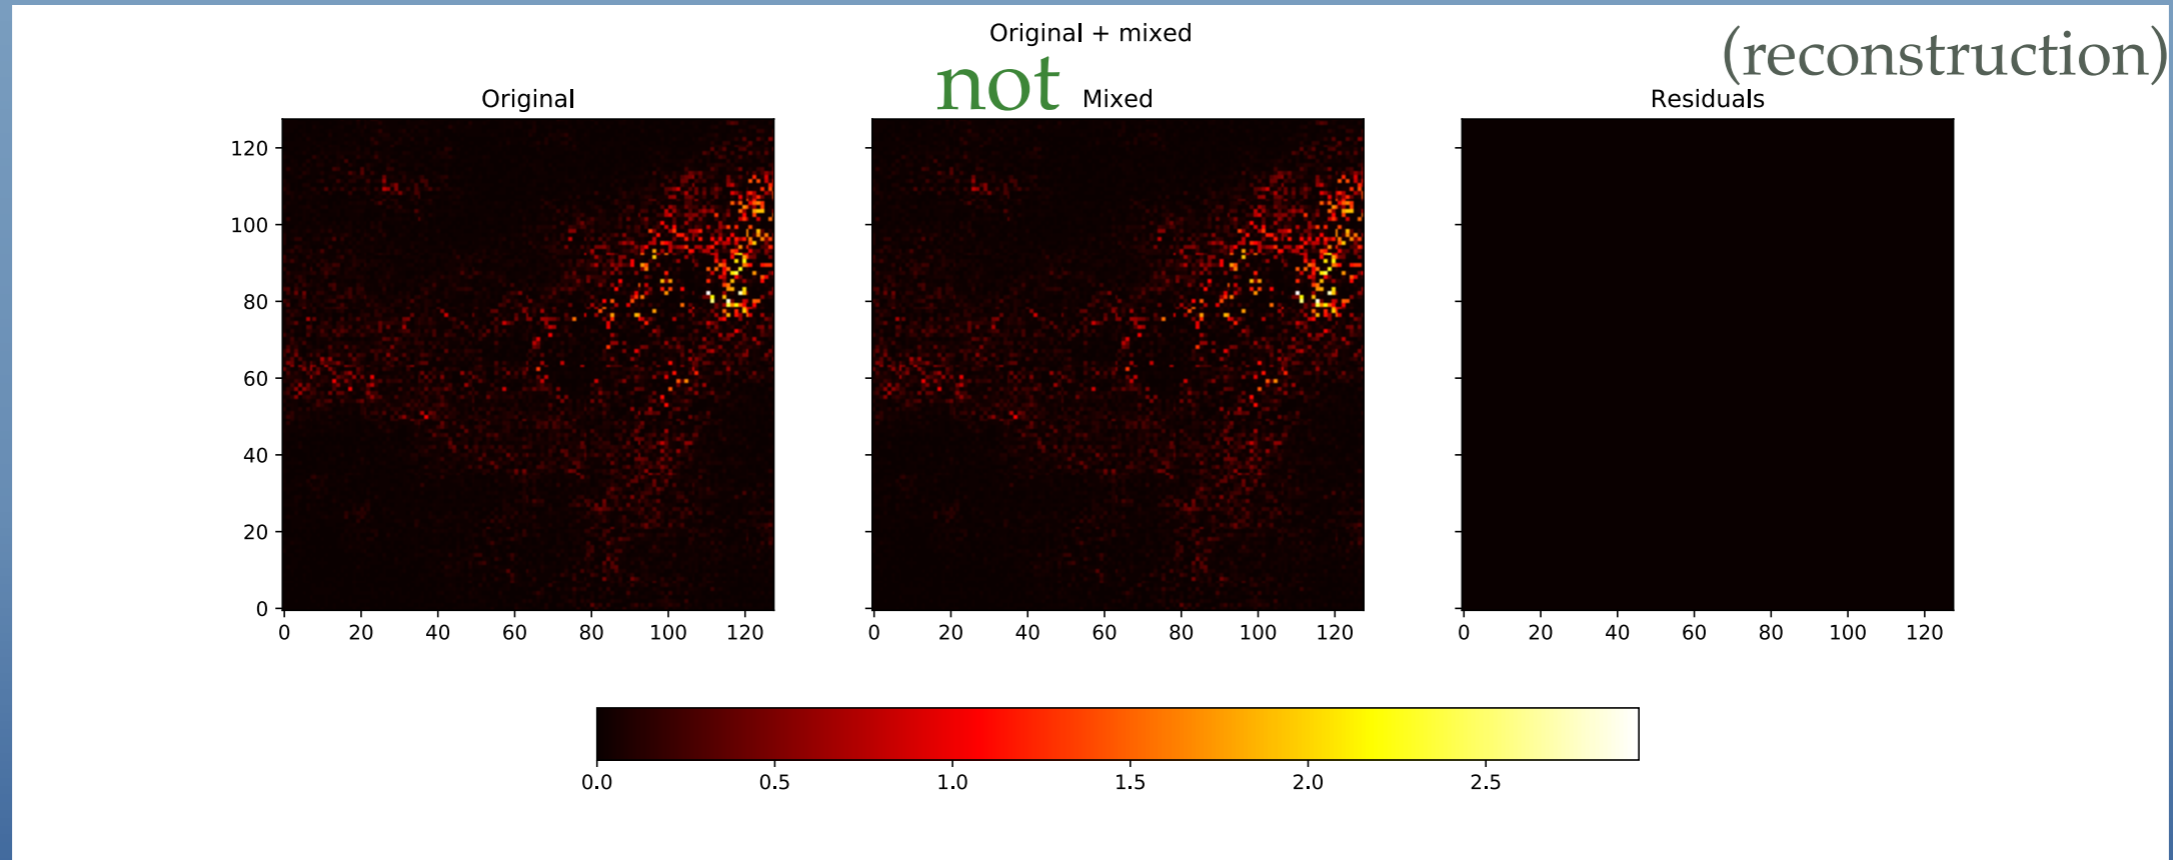 Original + mixed
(reconstruction)
not
Original
Mixed
Residuals
120
100
80
60
40
20
0
0 20 40 60 80 100 120
0 20 40 60 80 100 120
0 20 40 60 80 100 120
0.0 0.5 1.0 1.5 2.0 2.5